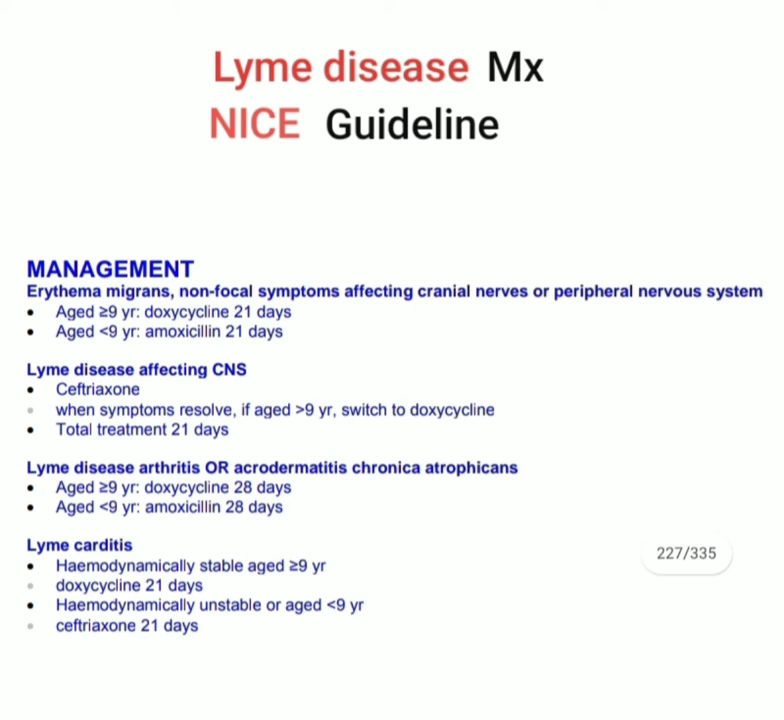 Lyme disease Mx
NICE Guideline
MANAGEMENT
Erythema migrans, non-focal symptoms affecting cranial nerves or peripheral nervous system
• Aged ≥9 yr: doxycycline 21 days
• Aged <9 yr: amoxicillin 21 days
Lyme disease affecting CNS
• Ceftriaxone
• when symptoms resolve, if aged >9 yr, switch to doxycycline
• Total treatment 21 days
Lyme disease arthritis OR acrodermatitis chronica atrophicans
• Aged ≥9 yr: doxycycline 28 days
• Aged <9 yr: amoxicillin 28 days
Lyme carditis
227/335
• Haemodynamically stable aged ≥9 yr
• doxycycline 21 days
• Haemodynamically unstable or aged <9 yr
• ceftriaxone 21 days